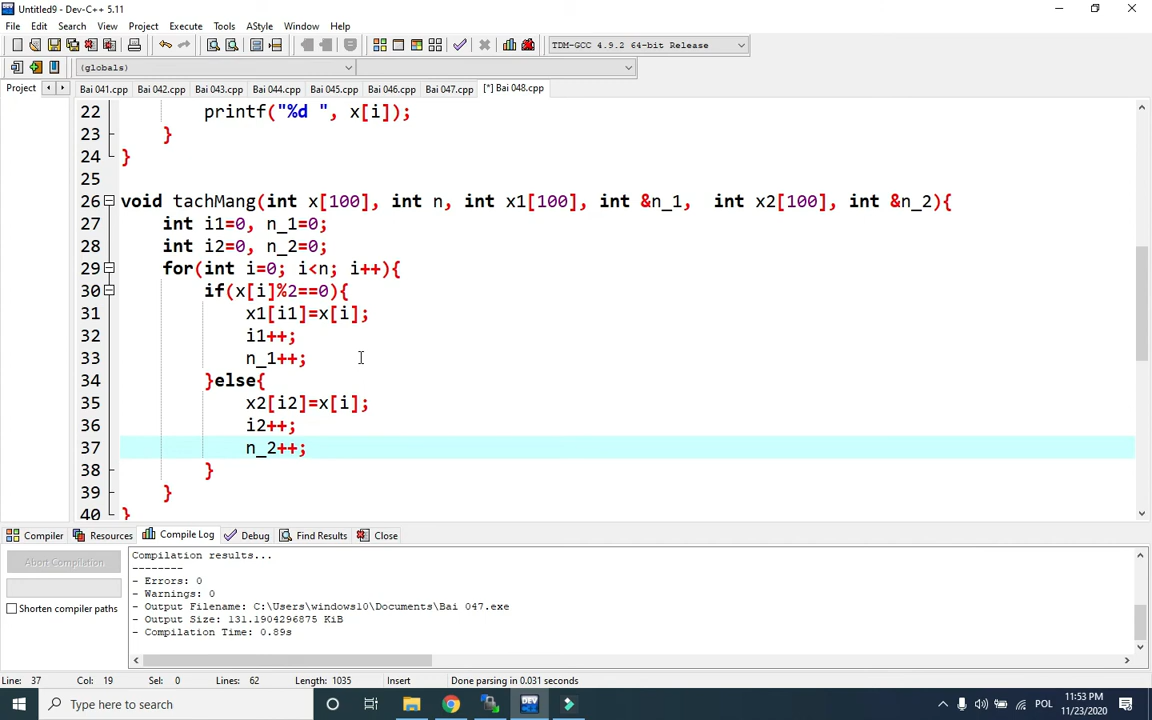 Untitled9 - Dev-C++ 5.11
File Edit Search View Project Execute Tools AStyle Window Help
TDM-GCC 4.9.2 64-bit Release
(globals)
Project Bai 041.cpp Bai 042.cpp Bai 043.cpp Bai 044.cpp Bai 045.cpp Bai 046.cpp Bai 047.cpp [*] Bai 048.cpp
22 printf("%d ", x[i]);
23 }
24 }
25
26 void tachMang(int x[100], int n, int x1[100], int &n_1, int x2[100], int &n_2){
27 int i1=0, n_1=0;
28 int i2=0, n_2=0;
29 for(int i=0; i<n; i++){
30 if(x[i]%2==0){
31 x1[i1]=x[i];
32 i1++;
33 n_1++;
34 }else{
35 x2[i2]=x[i];
36 i2++;
37 n_2++;
38 }
39 }
40 }
Compiler Resources Compile Log Debug Find Results Close
Abort Compilation
Shorten compiler paths
Compilation results...
--------
- Errors: 0
- Warnings: 0
- Output Filename: C:\Users\windows10\Documents\Bai 047.exe
- Output Size: 131.1904296875 KiB
- Compilation Time: 0.89s
Line: 37 Col: 19 Sel: 0 Lines: 62 Length: 1035 Insert Done parsing in 0.031 seconds
Type here to search
POL
11:53 PM
11/23/2020